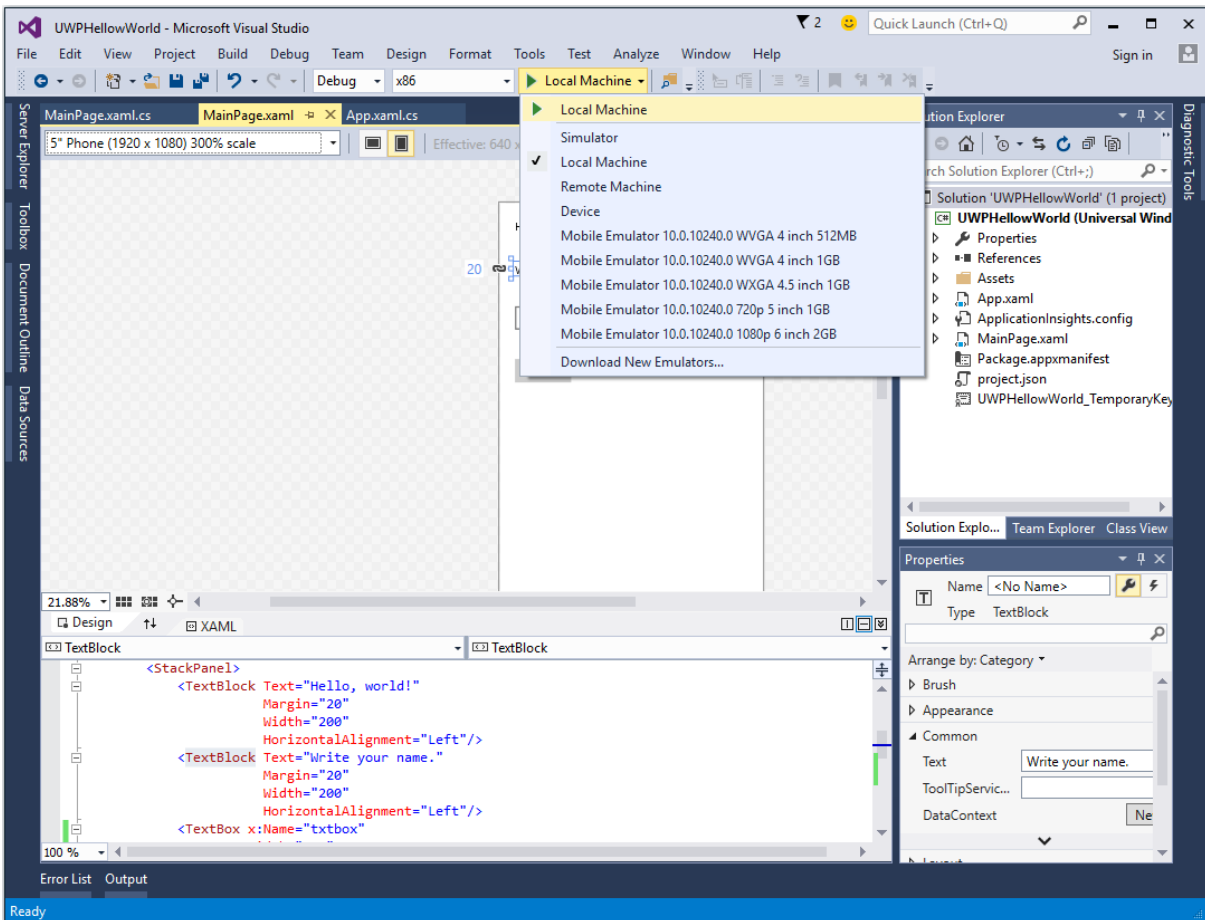 UWPHellowWorld - Microsoft Visual Studio
2
Quick Launch (Ctrl+Q)
File Edit View Project Build Debug Team Design Format Tools Test Analyze Window Help
Sign in
Debug x86 Local Machine
Server Explorer
Toolbox
Document Outline
Data Sources
MainPage.xaml.cs MainPage.xaml App.xaml.cs
5" Phone (1920 x 1080) 300% scale
Effective: 640 x
20
Local Machine
Simulator
Local Machine
Remote Machine
Device
Mobile Emulator 10.0.10240.0 WVGA 4 inch 512MB
Mobile Emulator 10.0.10240.0 WVGA 4 inch 1GB
Mobile Emulator 10.0.10240.0 WXGA 4.5 inch 1GB
Mobile Emulator 10.0.10240.0 720p 5 inch 1GB
Mobile Emulator 10.0.10240.0 1080p 6 inch 2GB
Download New Emulators...
ution Explorer
rch Solution Explorer (Ctrl+;)
Solution 'UWPHellowWorld' (1 project)
C# UWPHellowWorld (Universal Wind
Properties
References
Assets
App.xaml
ApplicationInsights.config
MainPage.xaml
Package.appxmanifest
project.json
UWPHellowWorld_TemporaryKey
Diagnostic Tools
Solution Explo... Team Explorer Class View
21.88%
Design XAML
TextBlock TextBlock
<StackPanel>
<TextBlock Text="Hello, world!"
Margin="20"
Width="200"
HorizontalAlignment="Left"/>
<TextBlock Text="Write your name."
Margin="20"
Width="200"
HorizontalAlignment="Left"/>
<TextBox x:Name="txtbox"
100 %
Properties
Name <No Name>
Type TextBlock
Arrange by: Category
Brush
Appearance
Common
Text Write your name.
ToolTipServic...
DataContext Ne
Error List Output
Ready